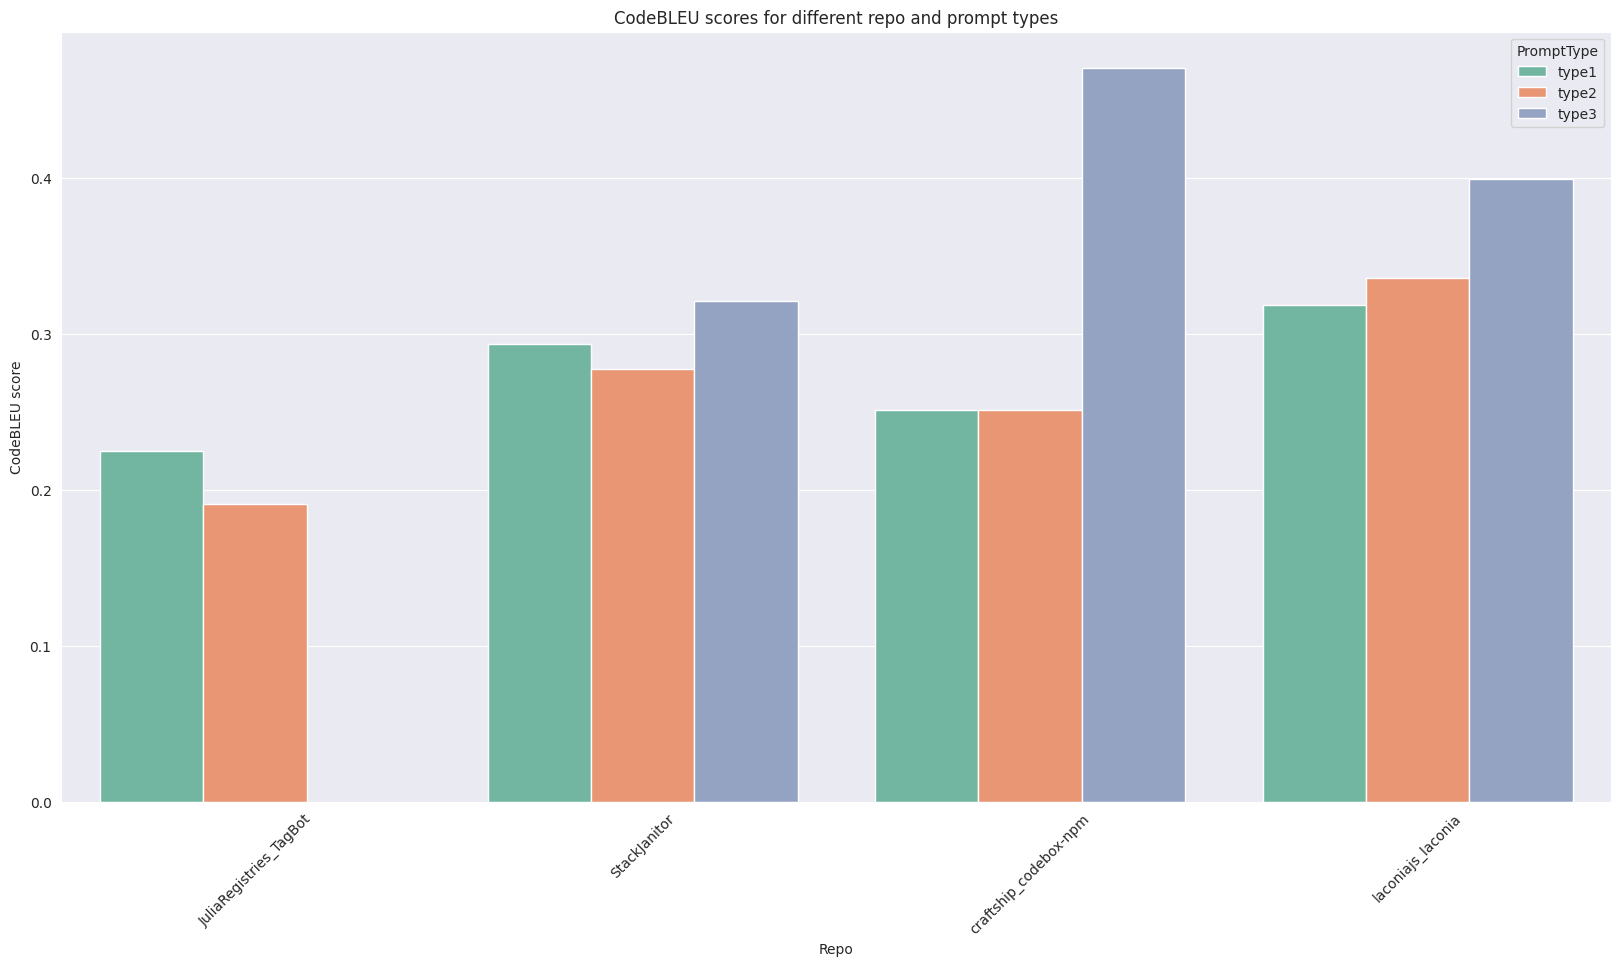 CodeBLEU scores for different repo and prompt types
PromptType
type1
type2
type3
CodeBLEU score
0.4
0.3
0.2
0.1
0.0
JuliaRegistries_TagBot
StackJanitor
craftship_codebox-npm
laconiajs_laconia
Repo